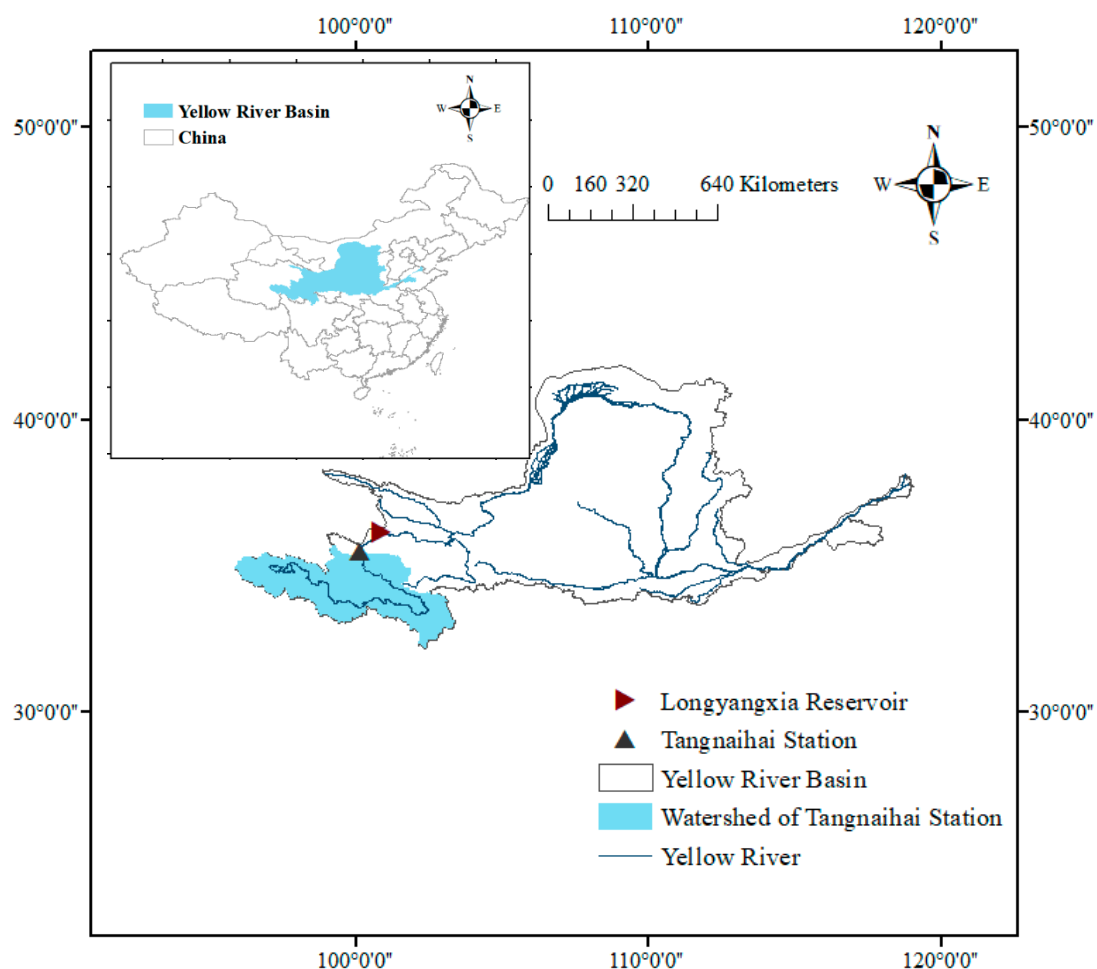 100°0'0" 110°0'0" 120°0'0"
N
W E
S
Yellow River Basin
China
50°0'0" 50°0'0"
N
W E
S
0 160 320 640 Kilometers
40°0'0" 40°0'0"
30°0'0" 30°0'0"
Longyangxia Reservoir
Tangnaihai Station
Yellow River Basin
Watershed of Tangnaihai Station
Yellow River
100°0'0" 110°0'0" 120°0'0"